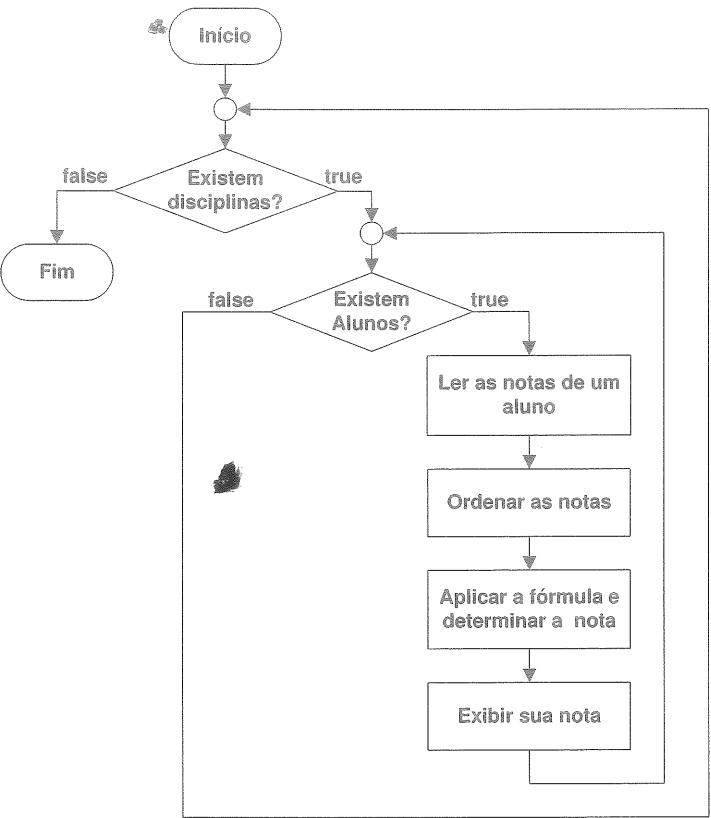 Início
false
Existem
disciplinas?
true
Fim
false
Existem
Alunos?
true
Ler as notas de um
aluno
Ordenar as notas
Aplicar a fórmula e
determinar a nota
Exibir sua nota